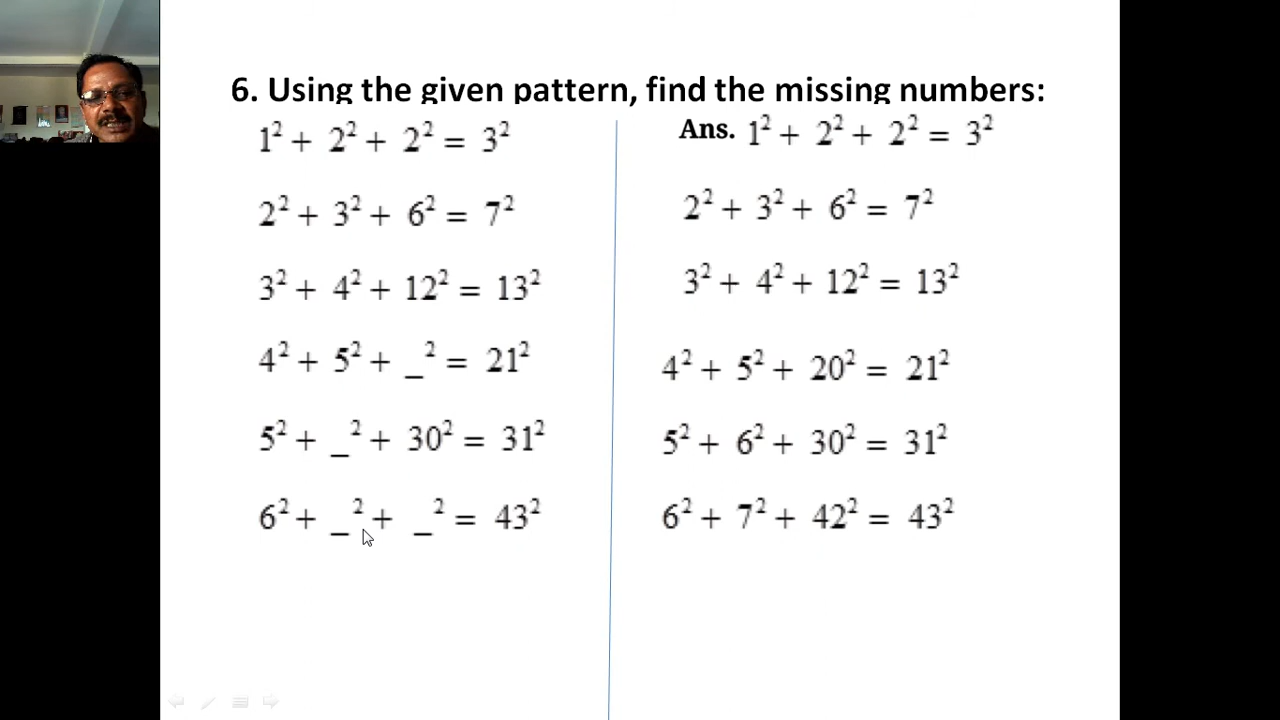 6. Using the given pattern, find the missing numbers:
1² + 2² + 2² = 3²
2² + 3² + 6² = 7²
3² + 4² + 12² = 13²
4² + 5² + _² = 21²
5² + _² + 30² = 31²
6² + _² + _² = 43²
Ans. 1² + 2² + 2² = 3²
2² + 3² + 6² = 7²
3² + 4² + 12² = 13²
4² + 5² + 20² = 21²
5² + 6² + 30² = 31²
6² + 7² + 42² = 43²